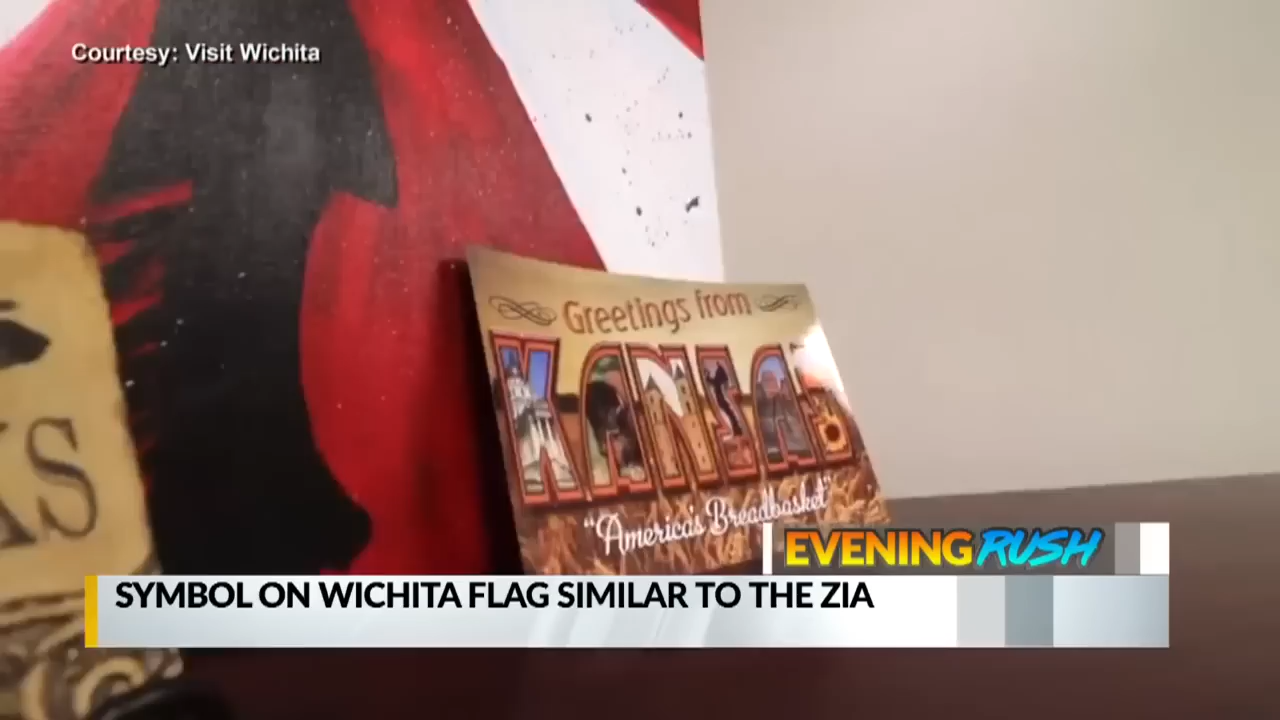 Courtesy: Visit Wichita
Greetings from
KANSAS
"America's Breadbasket"
EVENING RUSH
SYMBOL ON WICHITA FLAG SIMILAR TO THE ZIA